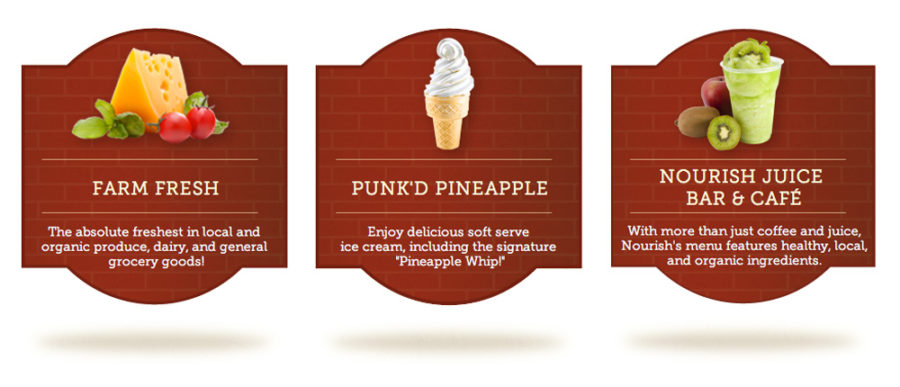 FARM FRESH
The absolute freshest in local and
organic produce, dairy, and general
grocery goods!
PUNK'D PINEAPPLE
Enjoy delicious soft serve
ice cream, including the signature
"Pineapple Whip!"
NOURISH JUICE
BAR & CAFÉ
With more than just coffee and juice,
Nourish's menu features healthy, local,
and organic ingredients.